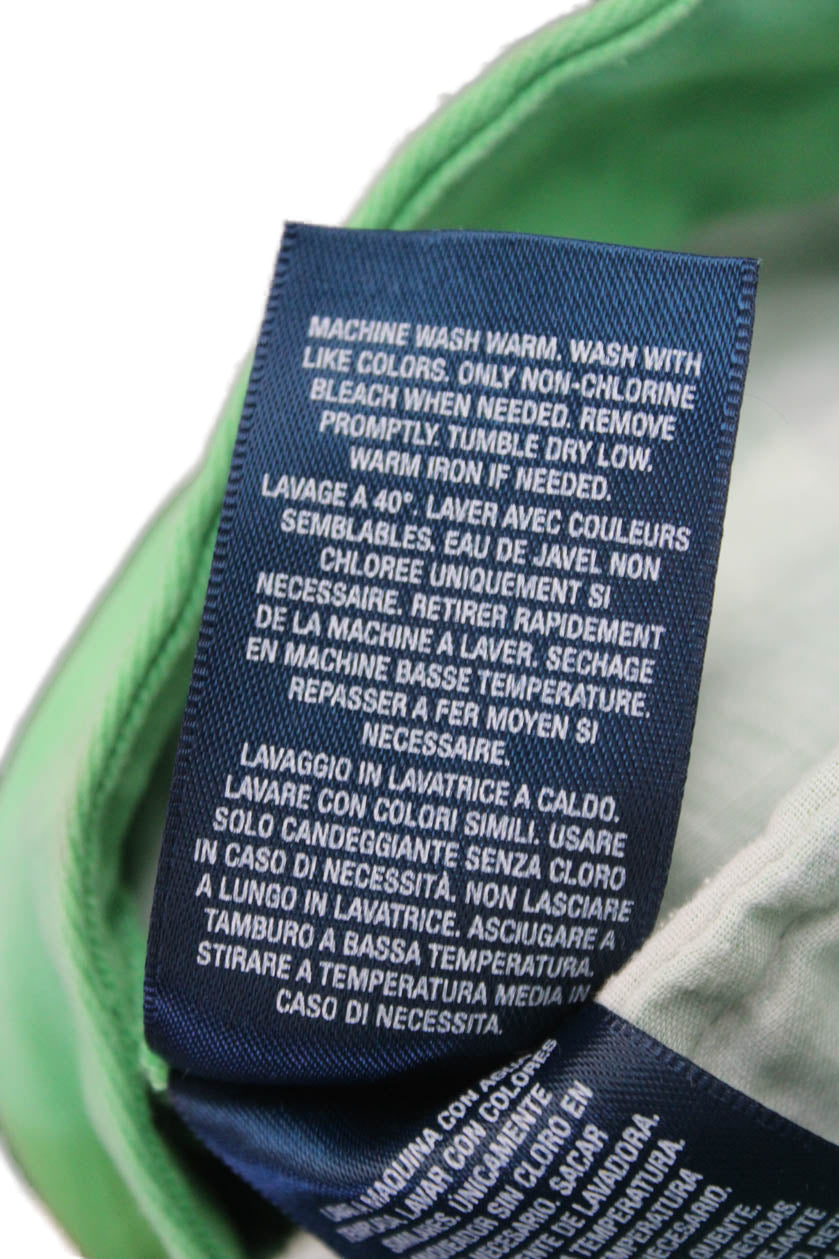 MACHINE WASH WARM. WASH WITH
LIKE COLORS. ONLY NON-CHLORINE
BLEACH WHEN NEEDED. REMOVE
PROMPTLY. TUMBLE DRY LOW.
WARM IRON IF NEEDED.
LAVAGE A 40°. LAVER AVEC COULEURS
SEMBLABLES. EAU DE JAVEL NON
CHLOREE UNIQUEMENT SI
NECESSAIRE. RETIRER RAPIDEMENT
DE LA MACHINE A LAVER. SECHAGE
EN MACHINE BASSE TEMPERATURE.
REPASSER A FER MOYEN SI
NECESSAIRE.
LAVAGGIO IN LAVATRICE A CALDO.
LAVARE CON COLORI SIMILI. USARE
SOLO CANDEGGIANTE SENZA CLORO
IN CASO DI NECESSITÀ. NON LASCIARE
A LUNGO IN LAVATRICE. ASCIUGARE A
TAMBURO A BASSA TEMPERATURA.
STIRARE A TEMPERATURA MEDIA IN
CASO DI NECESSITA.
MAQUINA CON
LAVAR CON COLORES
ÚNICAMENTE
SIN CLORO EN
NECESARIO. SACAR
DE LAVADORA.
TEMPERATURA.
TEMPERATURA